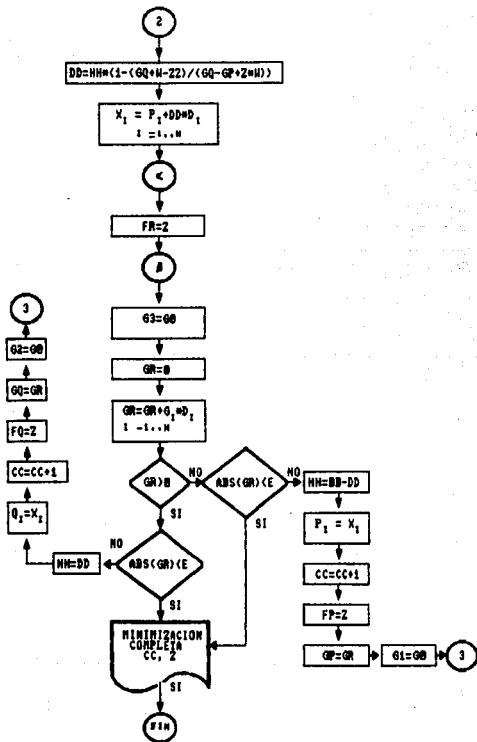 2
DD=HH*(1-(GQ+W-ZZ)/(GQ-GP+Z*W))
X_I = P_I+DD*D_I
I =1..N
<
FR=Z
#
G3=G0
GR=0
GR=GR+G_I*D_I
I =1..N
GR>0
NO
ABS(GR)<E
NO
HH=BB-DD
P_I = X_I
CC=CC+1
FP=Z
GP=GR
G1=G0
3
SI
SI
ABS(GR)<E
NO
HH=DD
Q_I=X_I
CC=CC+1
FQ=Z
GQ=GR
G2=G0
3
SI
MINIMIZACION
COMPLETA
CC, Z
SI
FIN